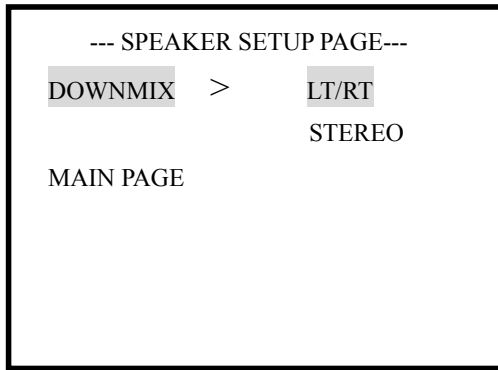 --- SPEAKER SETUP PAGE---
DOWNMIX > LT/RT
STEREO
MAIN PAGE